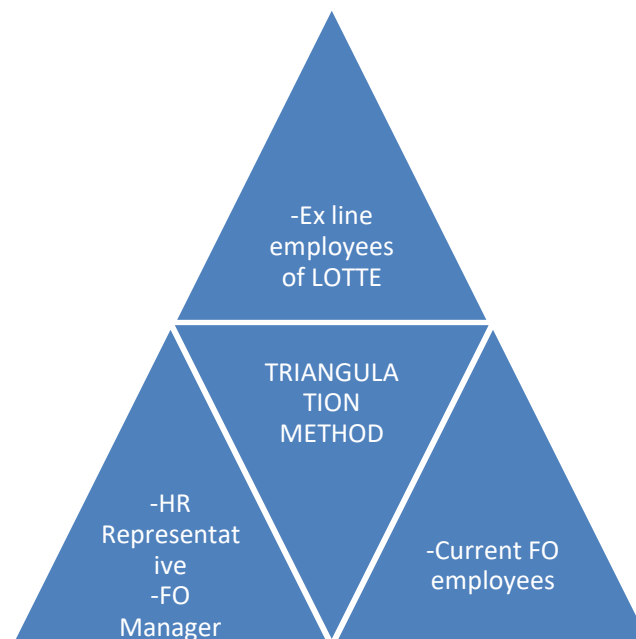 -Ex line
employees
of LOTTE
TRIANGULA
TION
METHOD
-HR
Representat
ive
-FO
Manager
-Current FO
employees